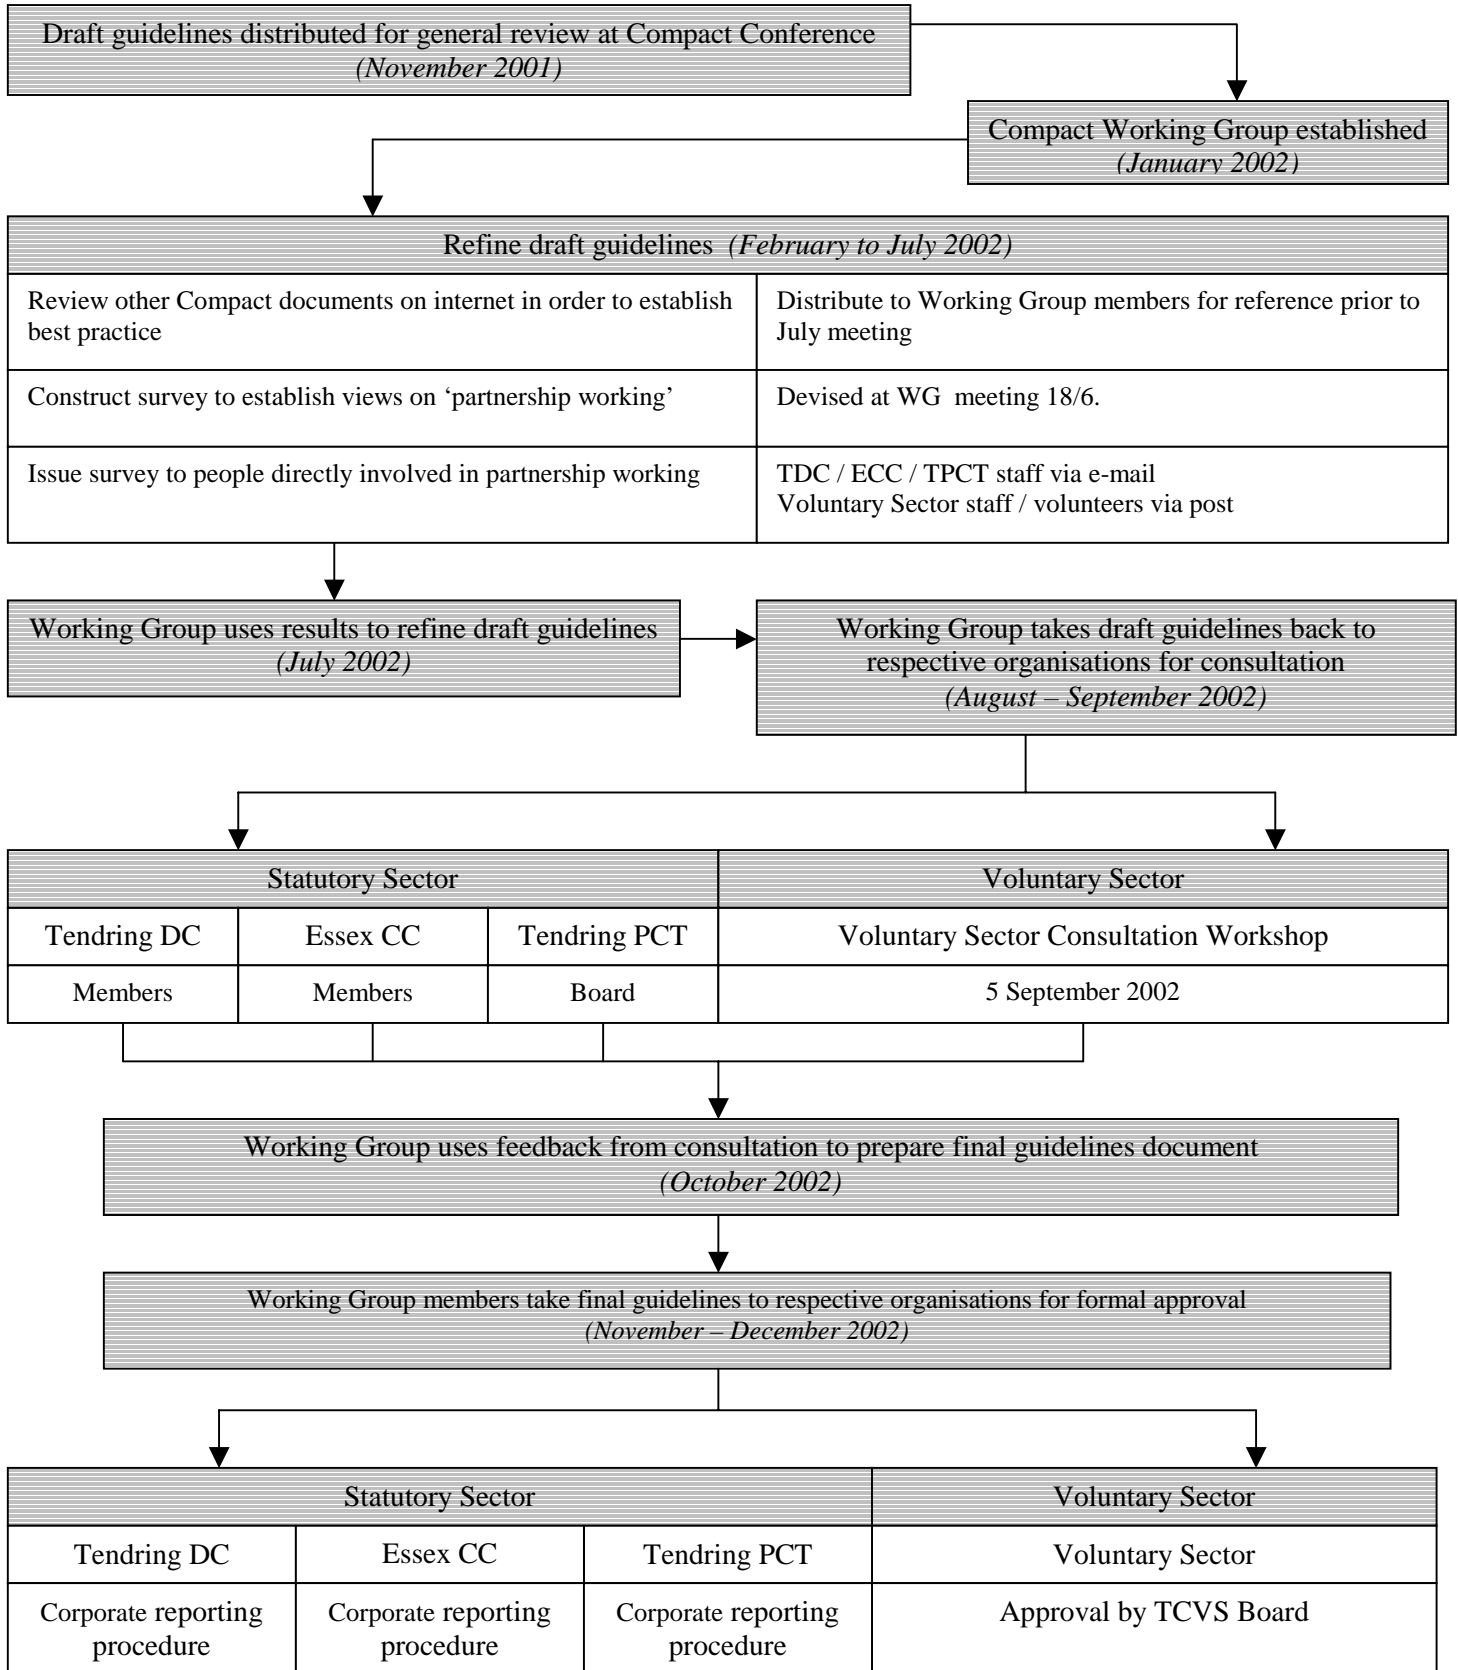 Draft guidelines distributed for general review at Compact Conference
(November 2001)
Compact Working Group established
(January 2002)
Refine draft guidelines (February to July 2002)
Review other Compact documents on internet in order to establish
best practice
Distribute to Working Group members for reference prior to
July meeting
Construct survey to establish views on ‘partnership working’
Devised at WG meeting 18/6.
Issue survey to people directly involved in partnership working
TDC / ECC / TPCT staff via e-mail
Voluntary Sector staff / volunteers via post
Working Group uses results to refine draft guidelines
(July 2002)
Working Group takes draft guidelines back to
respective organisations for consultation
(August – September 2002)
Statutory Sector
Voluntary Sector
Tendring DC
Essex CC
Tendring PCT
Voluntary Sector Consultation Workshop
Members
Members
Board
5 September 2002
Working Group uses feedback from consultation to prepare final guidelines document
(October 2002)
Working Group members take final guidelines to respective organisations for formal approval
(November – December 2002)
Statutory Sector
Voluntary Sector
Tendring DC
Essex CC
Tendring PCT
Voluntary Sector
Corporate reporting
procedure
Corporate reporting
procedure
Corporate reporting
procedure
Approval by TCVS Board